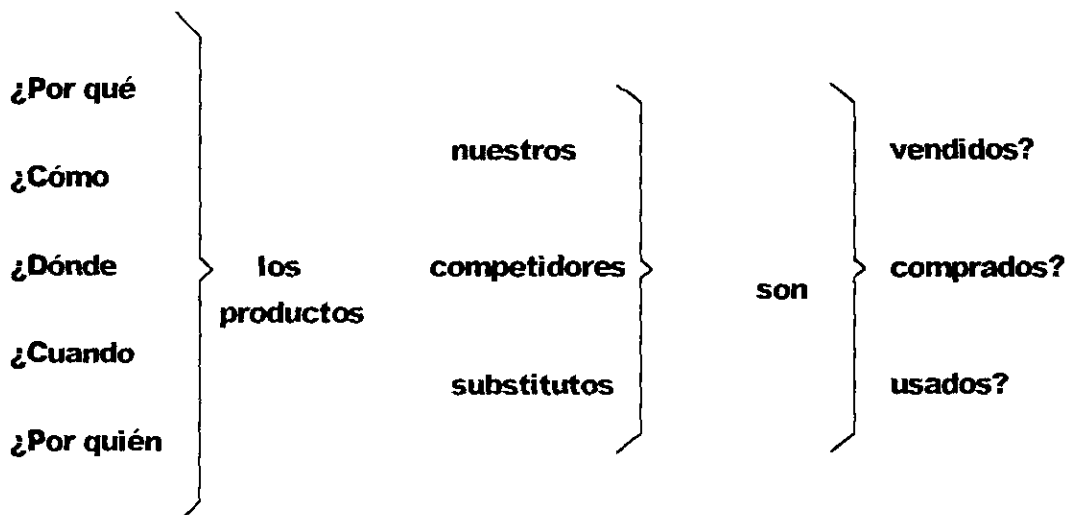 ¿Por qué
¿Cómo
¿Dónde
¿Cuando
¿Por quién
los
productos
nuestros
competidores
substitutos
son
vendidos?
comprados?
usados?